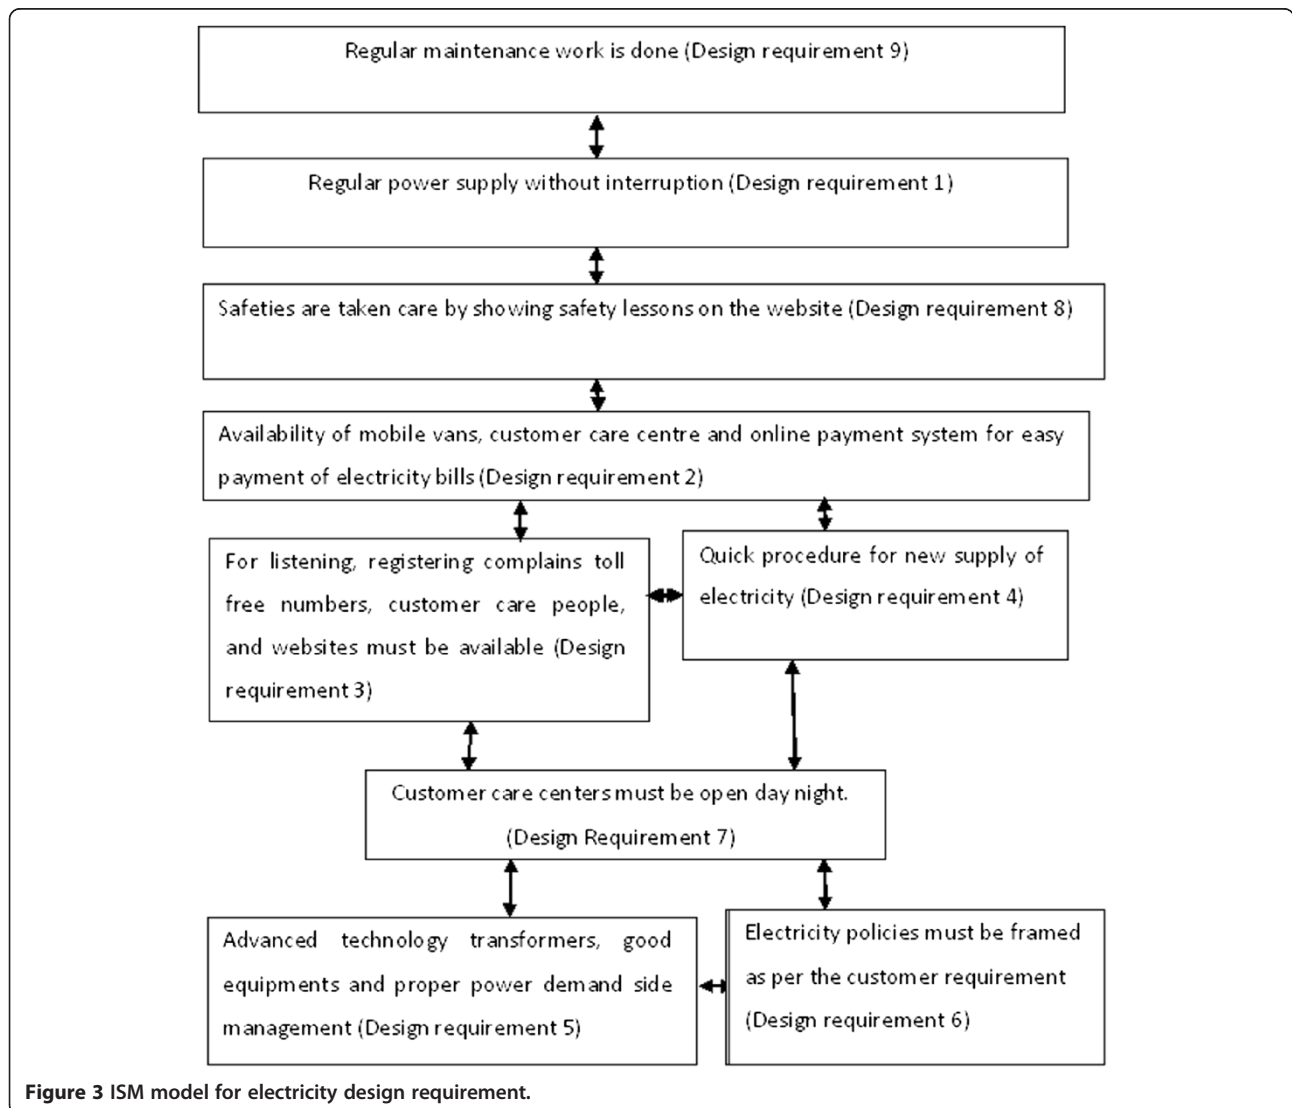 Regular maintenance work is done (Design requirement 9)
Regular power supply without interruption (Design requirement 1)
Safeties are taken care by showing safety lessons on the website (Design requirement 8)
Availability of mobile vans, customer care centre and online payment system for easy
payment of electricity bills (Design requirement 2)
For listening, registering complains toll
free numbers, customer care people,
and websites must be available (Design
requirement 3)
Quick procedure for new supply of
electricity (Design requirement 4)
Customer care centers must be open day night.
(Design Requirement 7)
Advanced technology transformers, good
equipments and proper power demand side
management (Design requirement 5)
Electricity policies must be framed
as per the customer requirement
(Design requirement 6)
Figure 3 ISM model for electricity design requirement.